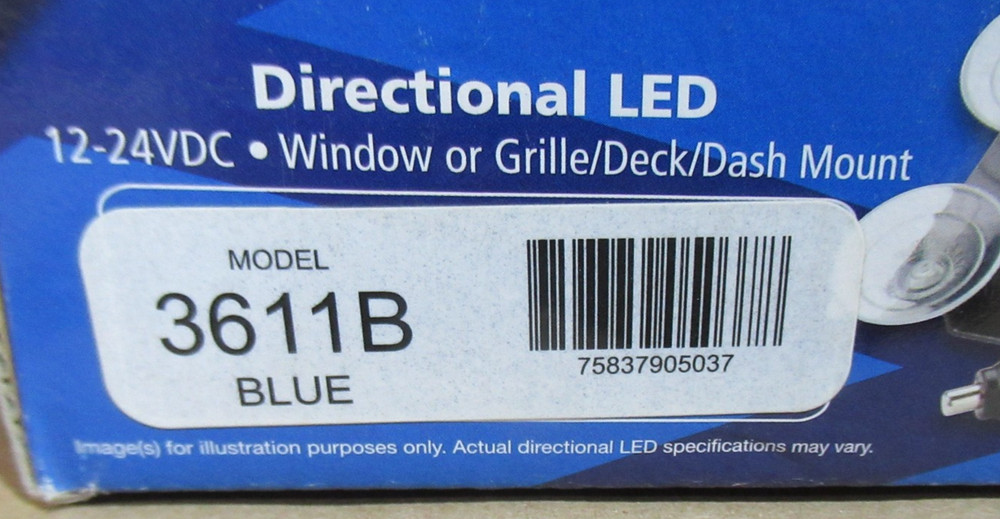 Directional LED
12-24VDC • Window or Grille/Deck/Dash Mount
MODEL
3611B
BLUE
75837905037
Image(s) for illustration purposes only. Actual directional LED specifications may vary.